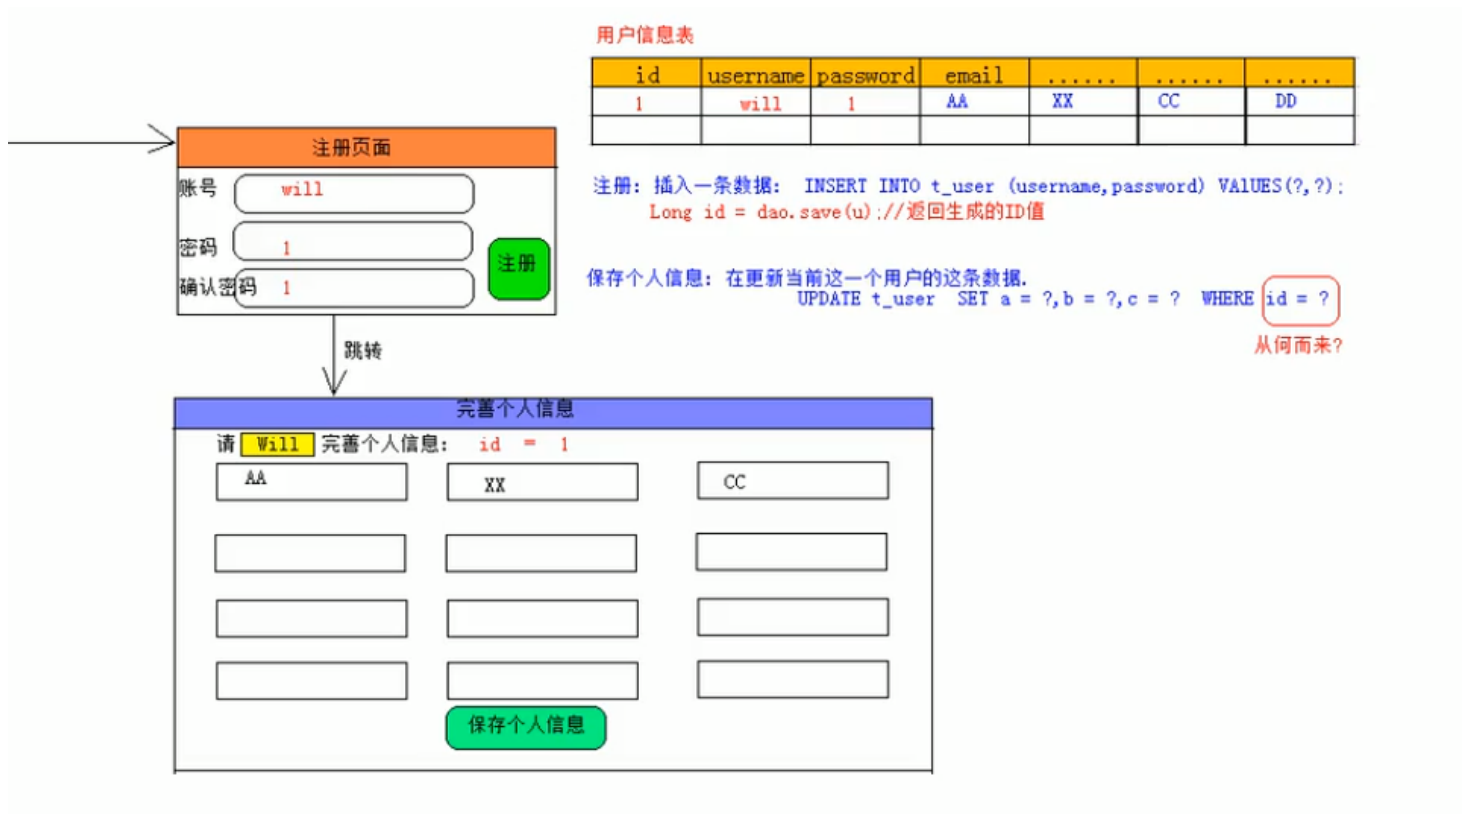 用户信息表
id username password email ...... ...... ......
1 will 1 AA XX CC DD
注册页面
账号 will
密码 1
确认密码 1
注册
注册: 插入一条数据: INSERT INTO t_user (username,password) VAlUES(?,?);
Long id = dao.save(u);//返回生成的ID值
保存个人信息: 在更新当前这一个用户的这条数据.
UPDATE t_user SET a = ?,b = ?,c = ? WHERE id = ?
从何而来?
跳转
完善个人信息
请 Will 完善个人信息: id = 1
AA XX CC
保存个人信息